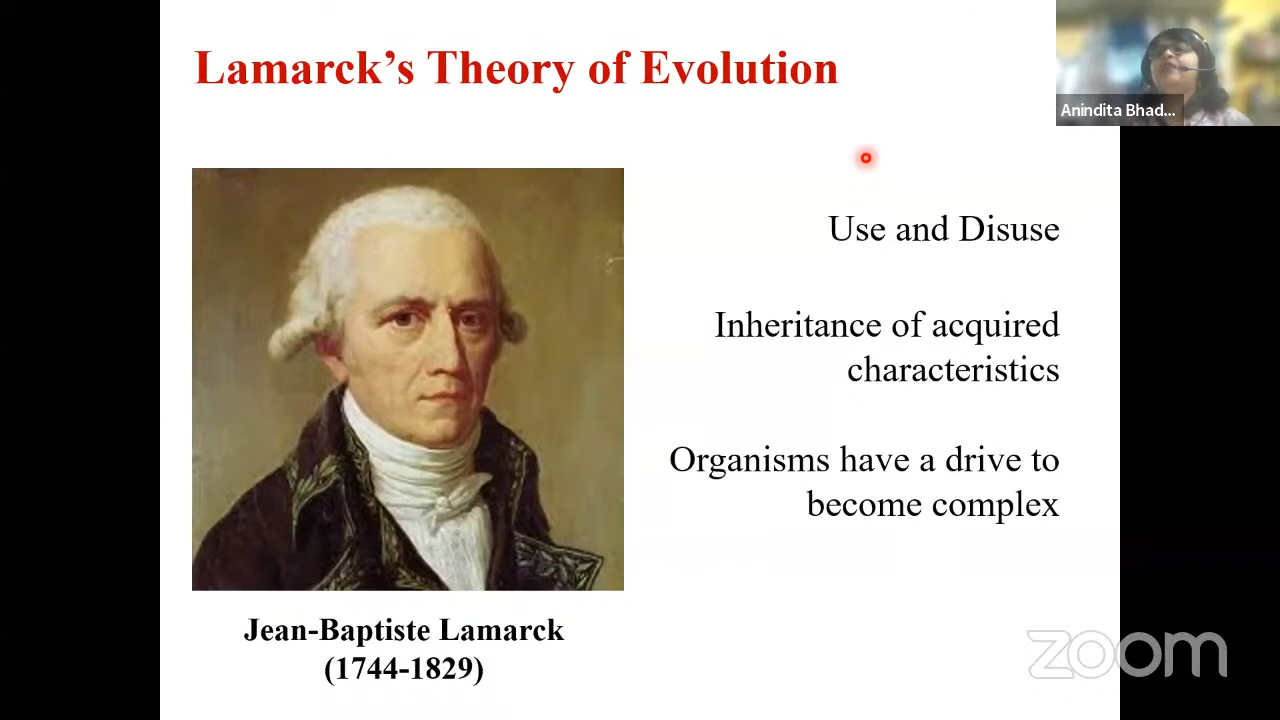 Lamarck’s Theory of Evolution
Anindita Bhad...
Use and Disuse
Inheritance of acquired
characteristics
Organisms have a drive to
become complex
Jean-Baptiste Lamarck
(1744-1829)
zoom